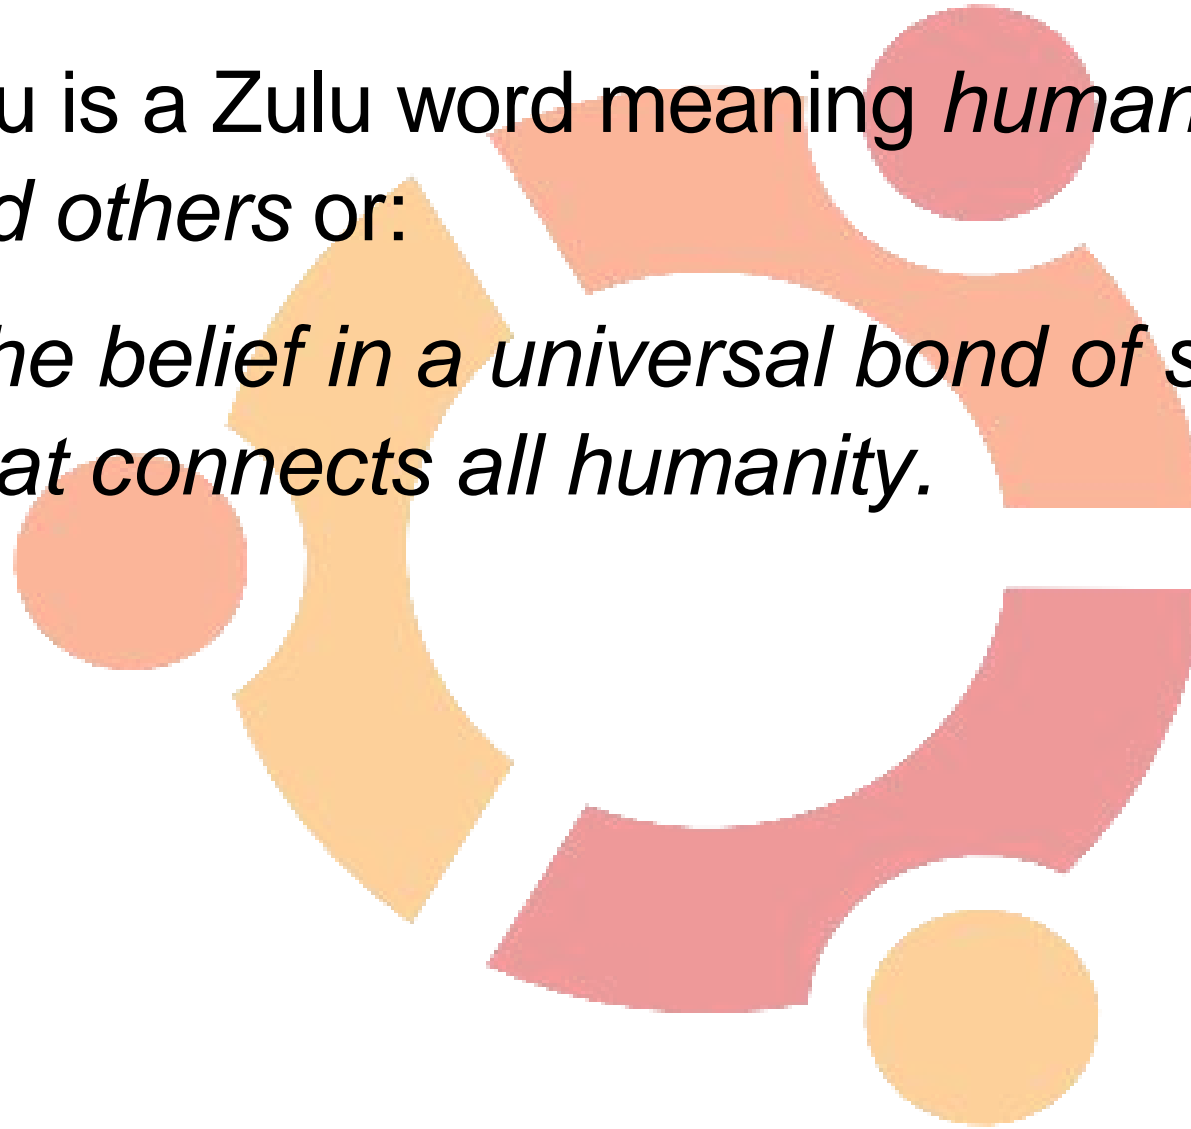 u is a Zulu word meaning human
d others or:
he belief in a universal bond of s
at connects all humanity.